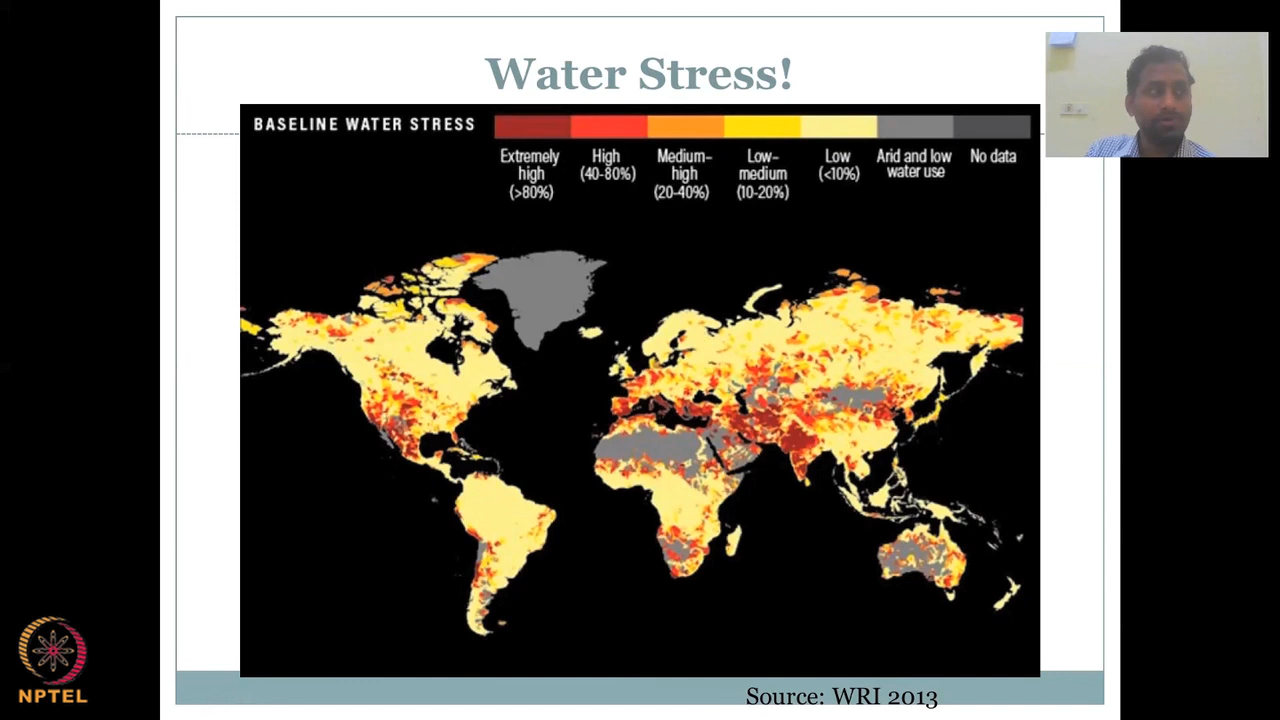 Water Stress!
BASELINE WATER STRESS
Extremely
high
(>80%)
High
(40-80%)
Medium–
high
(20-40%)
Low–
medium
(10-20%)
Low
(<10%)
Arid and low
water use
No data
NPTEL
Source: WRI 2013